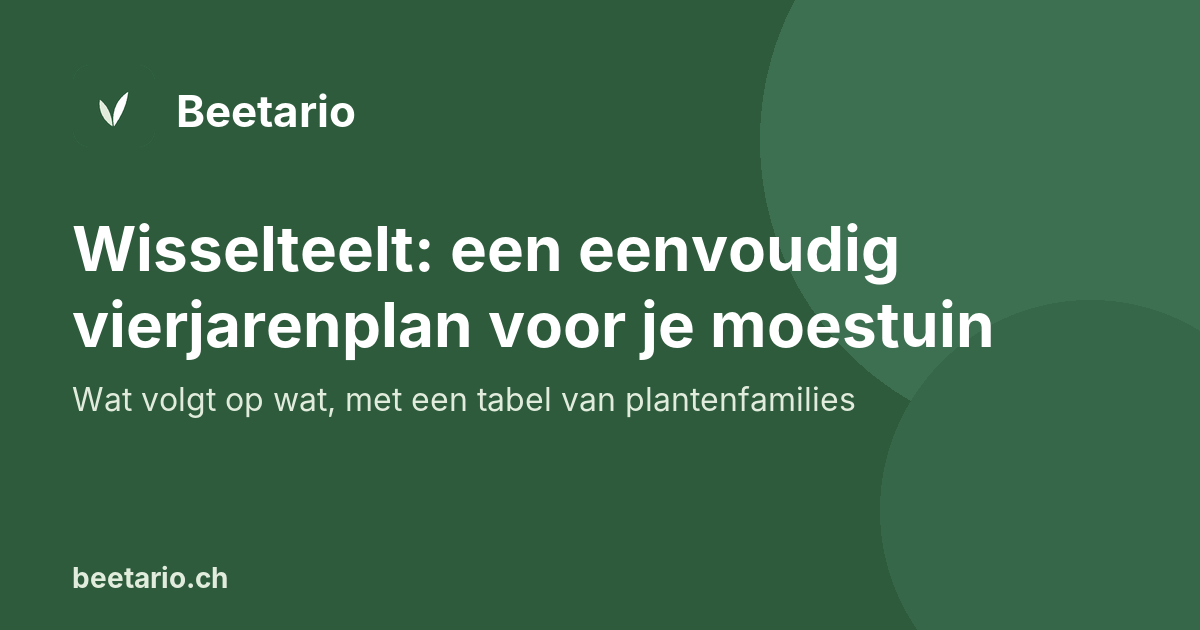 Beetario
Wisselteelt: een eenvoudig
vierjarenplan voor je moestuin
Wat volgt op wat, met een tabel van plantenfamilies
beetario.ch